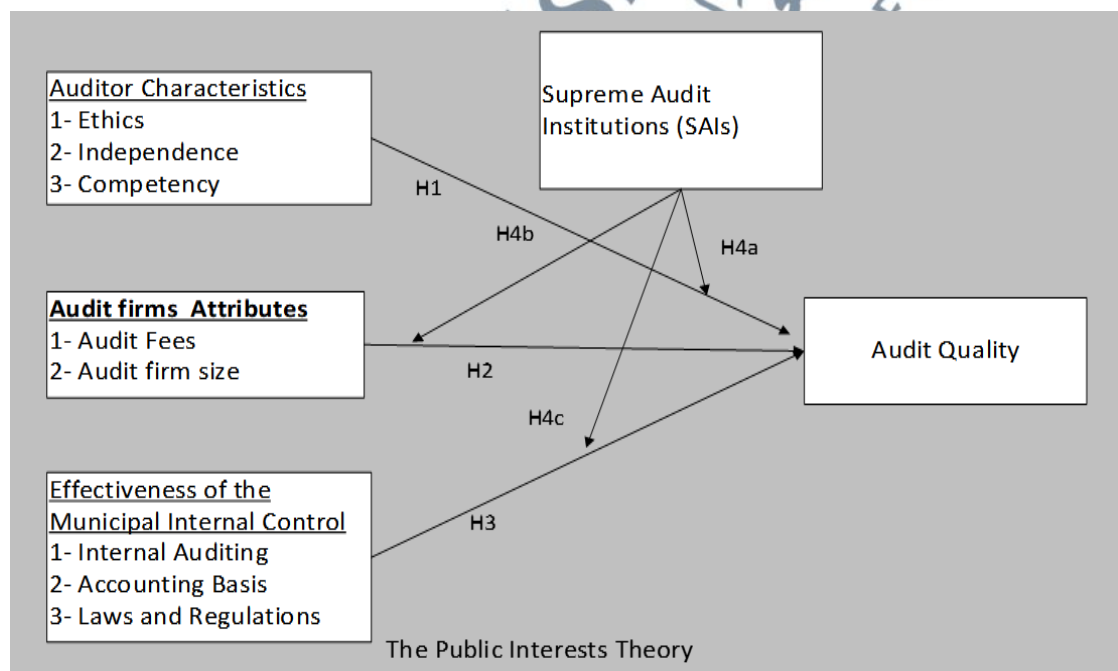 Auditor Characteristics
1- Ethics
2- Independence
3- Competency
Supreme Audit
Institutions (SAIs)
H1
H4b
H4a
Audit firms Attributes
1- Audit Fees
2- Audit firm size
H2
Audit Quality
H4c
Effectiveness of the
Municipal Internal Control
1- Internal Auditing
2- Accounting Basis
3- Laws and Regulations
H3
The Public Interests Theory